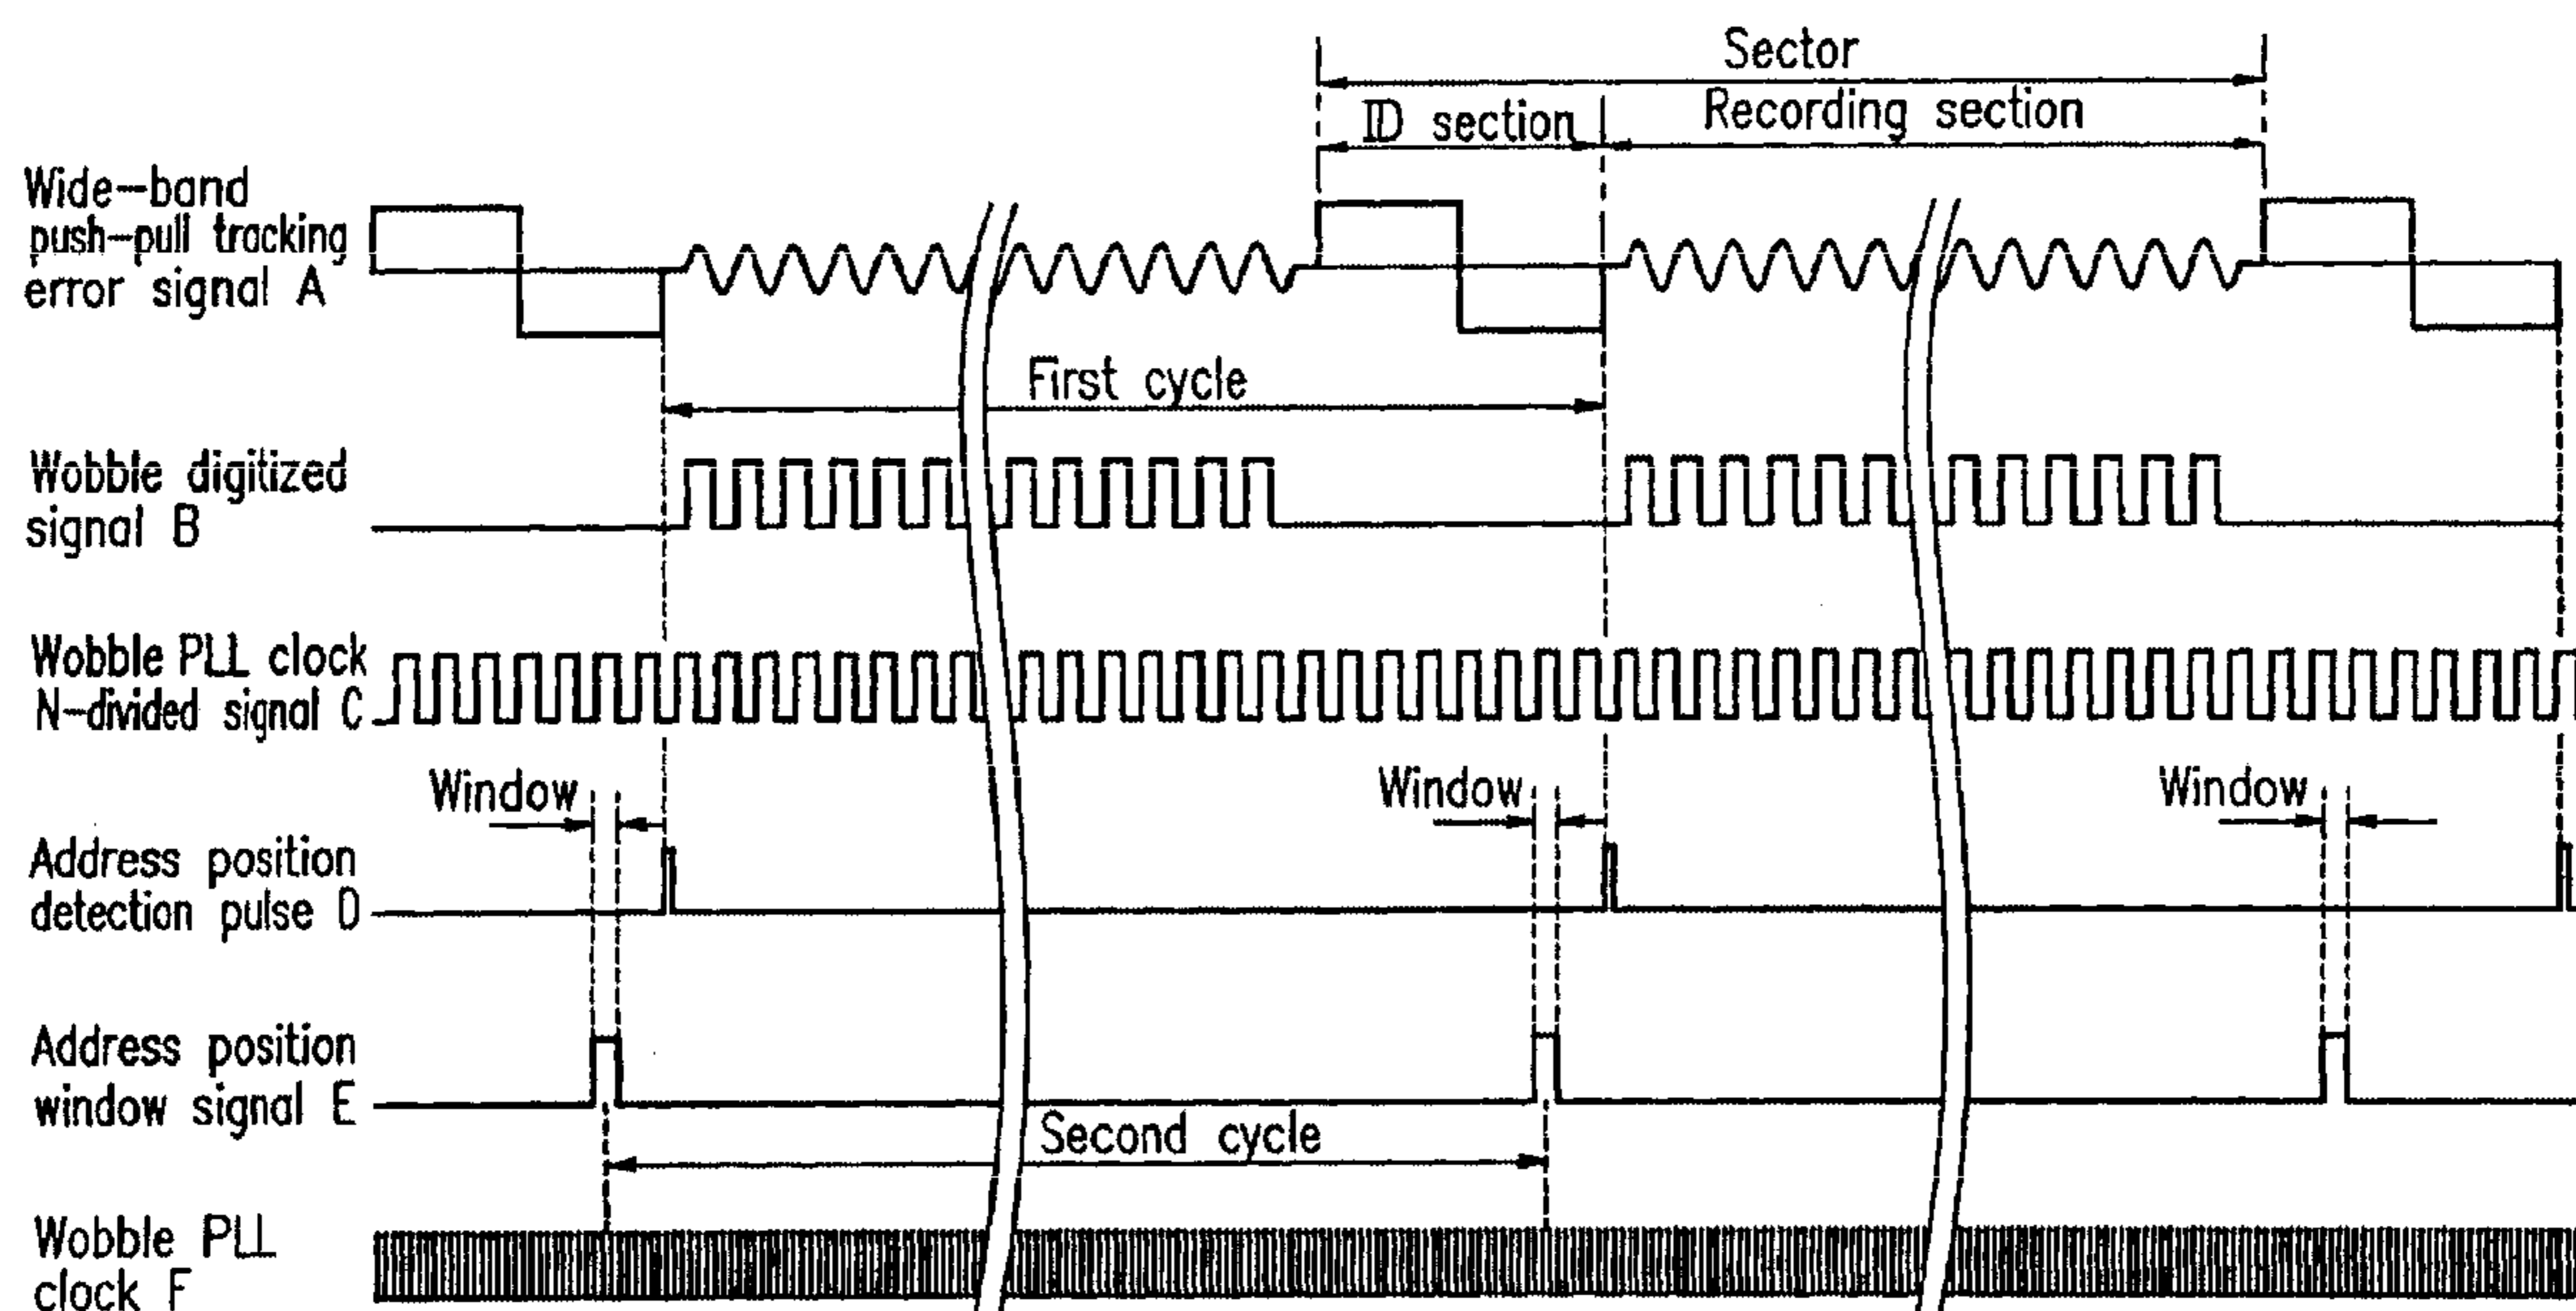 Sector
ID section
Recording section
Wide-band
push-pull tracking
error signal A
First cycle
Wobble digitized
signal B
Wobble PLL clock
N-divided signal C
Window
Window
Window
Address position
detection pulse D
Address position
window signal E
Second cycle
Wobble PLL
clock F